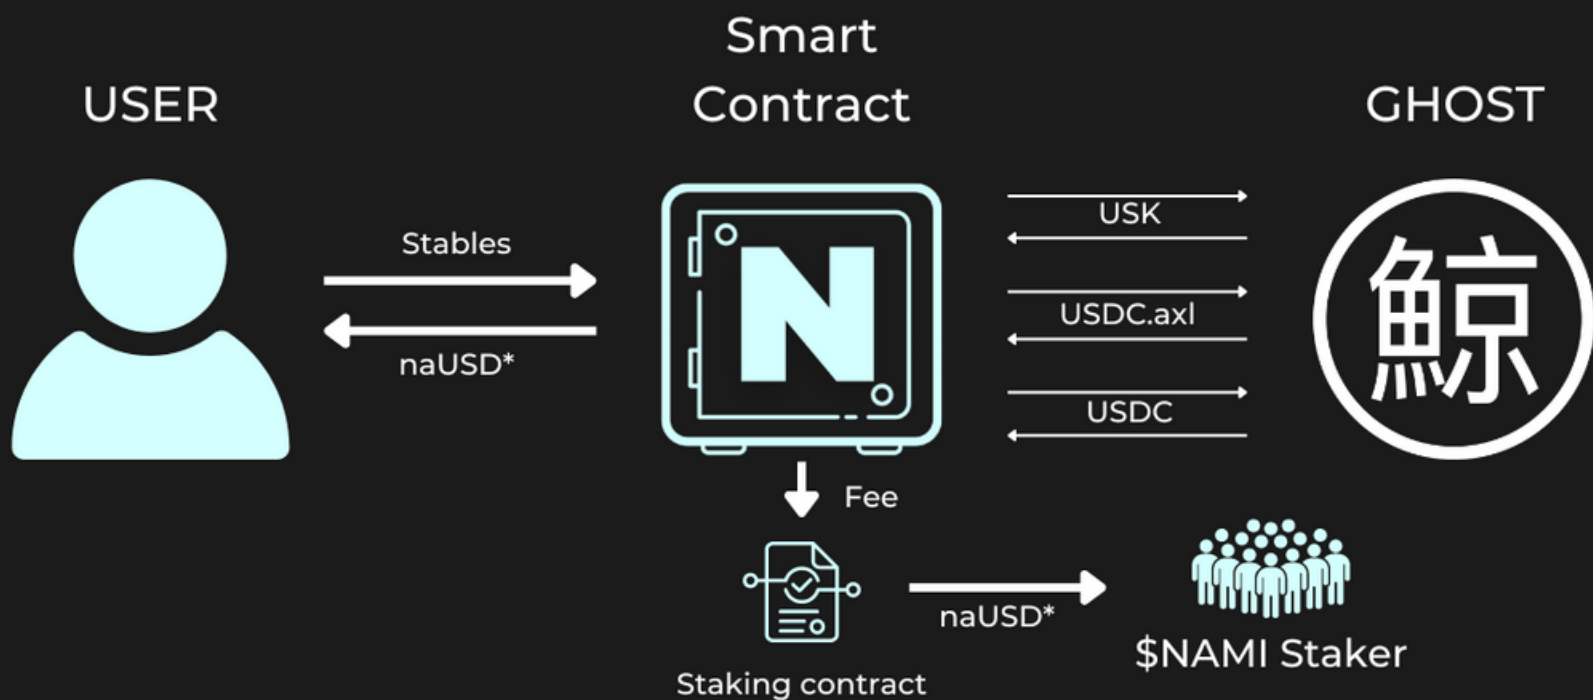 USER
Smart
Contract
GHOST
Stables
naUSD*
N
USK
USDC.axl
USDC
鯨
Fee
naUSD*
$NAMI Staker
Staking contract